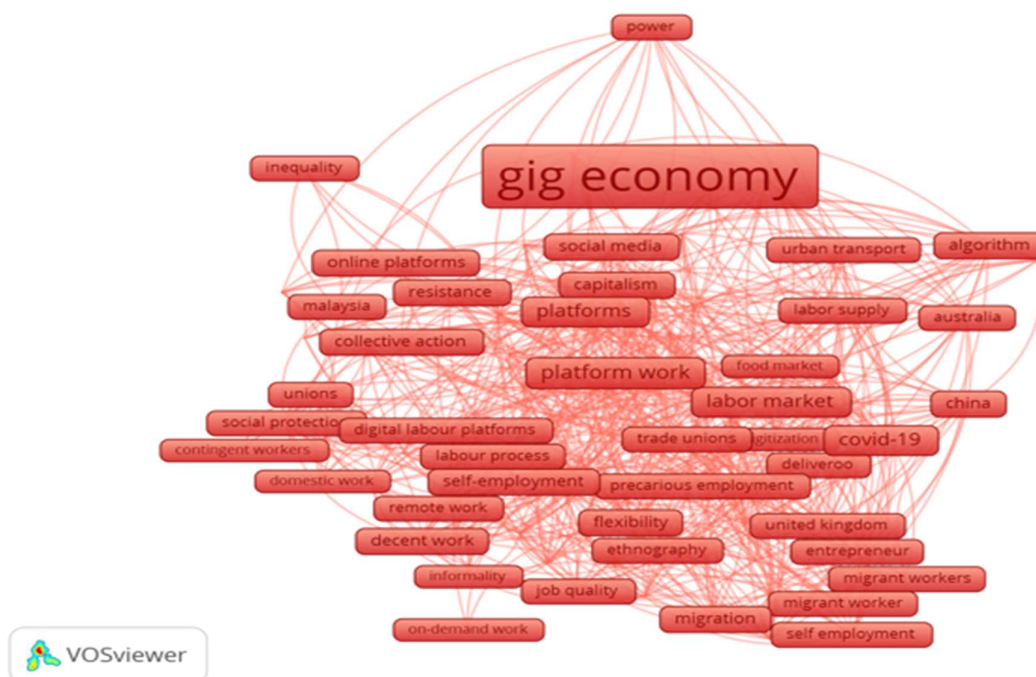 power
inequality
gig economy
social media
urban transport
algorithm
online platforms
capitalism
resistance
malaysia
platforms
labor supply
australia
collective action
food market
platform work
unions
labor market
china
social protectio
digital labour platforms
trade unions
gitization
covid-19
contingent workers
labour process
deliveroo
domestic work
self-employment
precarious employment
remote work
flexibility
united kingdom
decent work
ethnography
entrepreneur
informality
job quality
migrant workers
migrant worker
migration
on-demand work
self employment
VOSviewer